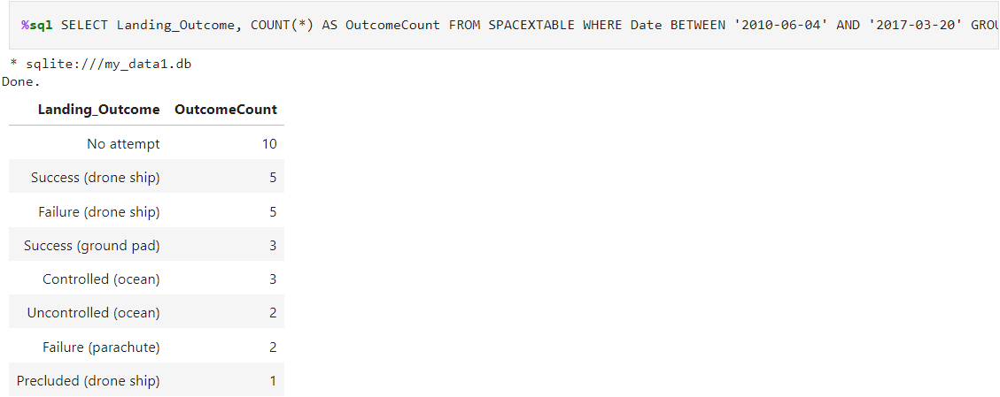 %sql SELECT Landing_Outcome, COUNT(*) AS OutcomeCount FROM SPACEXTABLE WHERE Date BETWEEN '2010-06-04' AND '2017-03-20' GROU
* sqlite:///my_data1.db
Done.
Landing_Outcome OutcomeCount
No attempt 10
Success (drone ship) 5
Failure (drone ship) 5
Success (ground pad) 3
Controlled (ocean) 3
Uncontrolled (ocean) 2
Failure (parachute) 2
Precluded (drone ship) 1